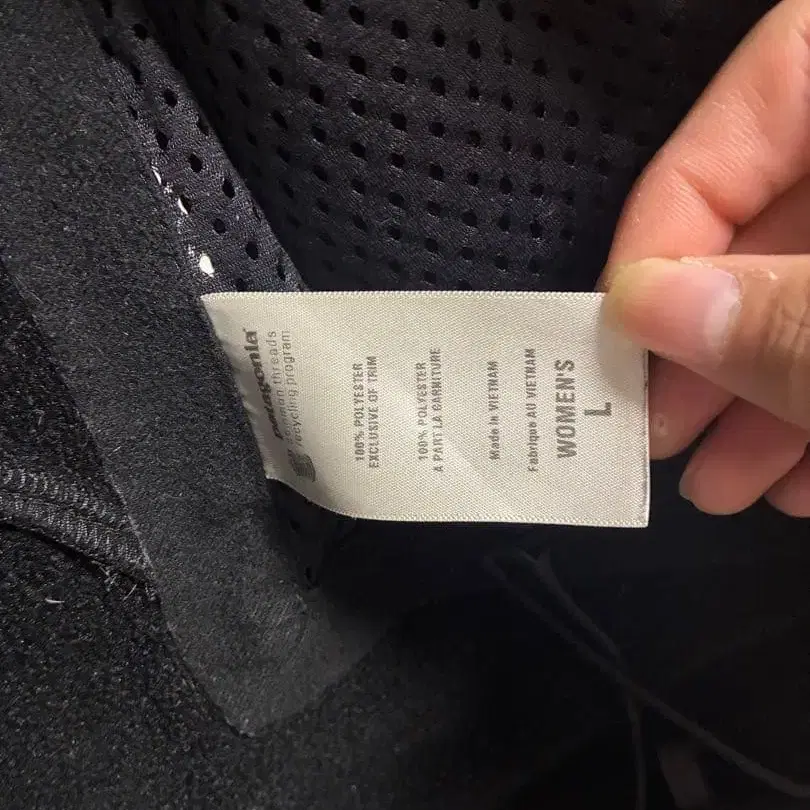 patagonia
common threads
recycling program
100% POLYESTER
EXCLUSIVE OF TRIM
100% POLYESTER
A PART LA GARNITURE
Made in VIETNAM
Fabriqué AU VIETNAM
WOMEN'S
L